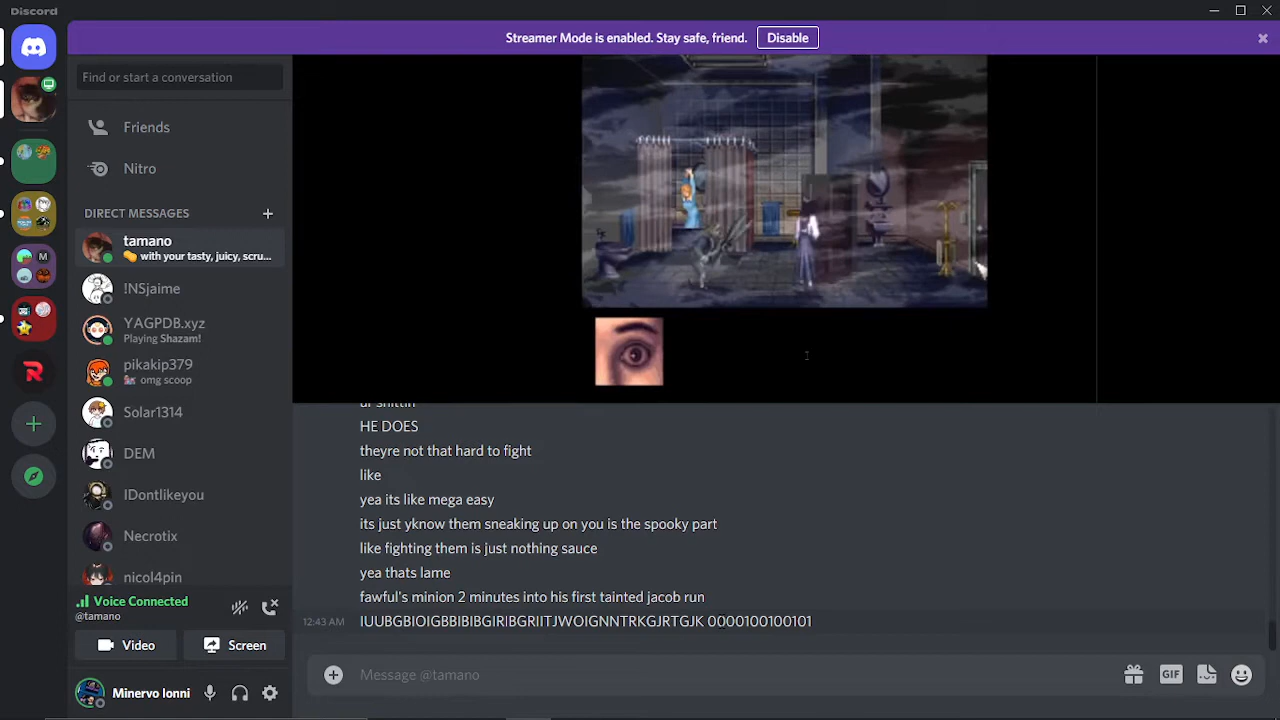 Discord
Streamer Mode is enabled. Stay safe, friend.
Disable
Find or start a conversation
Friends
Nitro
DIRECT MESSAGES
tamano
with your tasty, juicy, scru...
!NSjaime
YAGPDB.xyz
Playing Shazam!
pikakip379
omg scoop
Solar1314
DEM
IDontlikeyou
Necrotix
nicol4pin
Voice Connected
@tamano
Video
Screen
Minervo Ionni
ur shittin
HE DOES
theyre not that hard to fight
like
yea its like mega easy
its just yknow them sneaking up on you is the spooky part
like fighting them is just nothing sauce
yea thats lame
fawful's minion 2 minutes into his first tainted jacob run
12:43 AM IUUBGBIOIGBBIBIBGIRIBGRIITJWOIGNNTRKGJRTGJK 0000100100101
Message @tamano
GIF